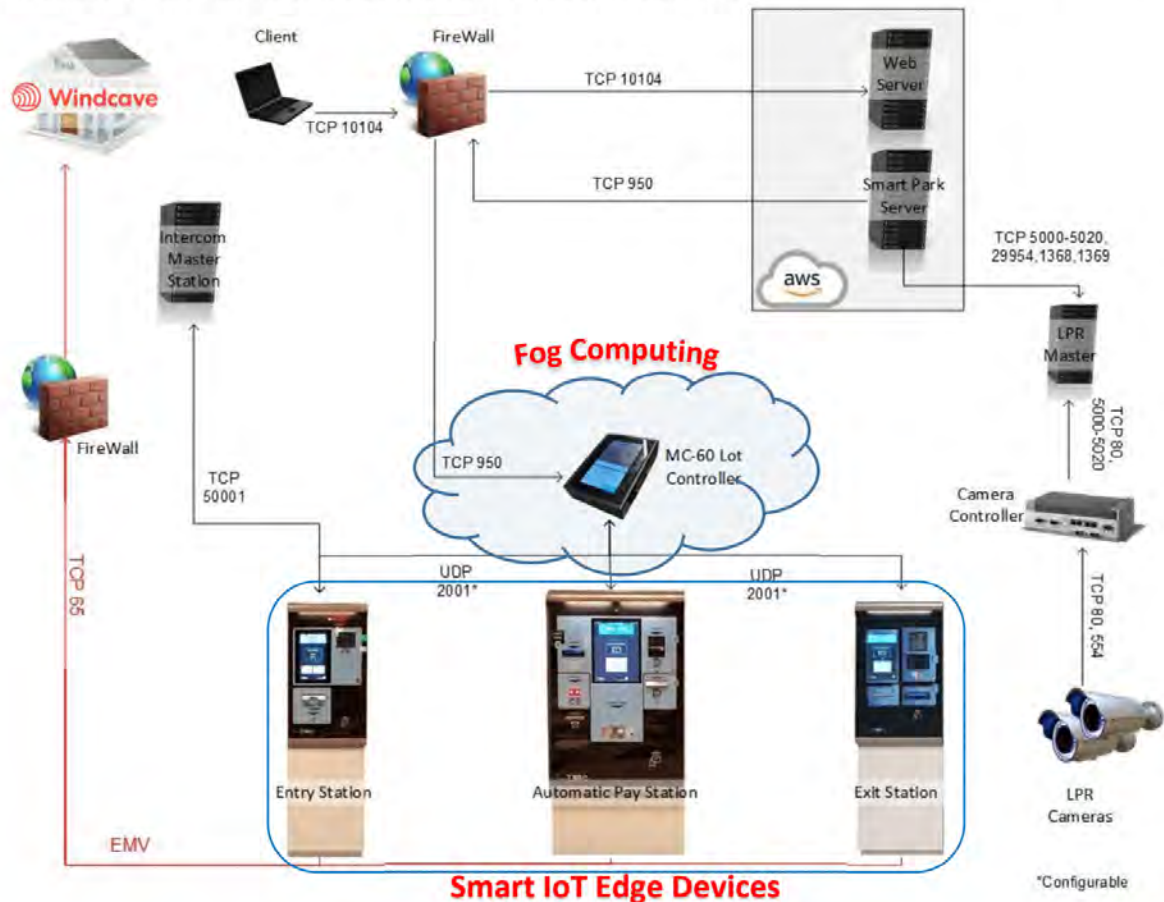 Client
FireWall
Windcave
TCP 10104
TCP 10104
Web
Server
TCP 950
Smart Park
Server
aws
TCP 5000-5020,
29954,1368,1369
Intercom
Master
Station
LPR
Master
Fog Computing
FireWall
TCP 950
MC-60 Lot
Controller
TCP 80,
5000-5020
TCP
50001
Camera
Controller
TCP 65
UDP
2001*
UDP
2001*
TCP 80, 554
Entry Station
Automatic Pay Station
Exit Station
LPR
Cameras
EMV
Smart IoT Edge Devices
*Configurable